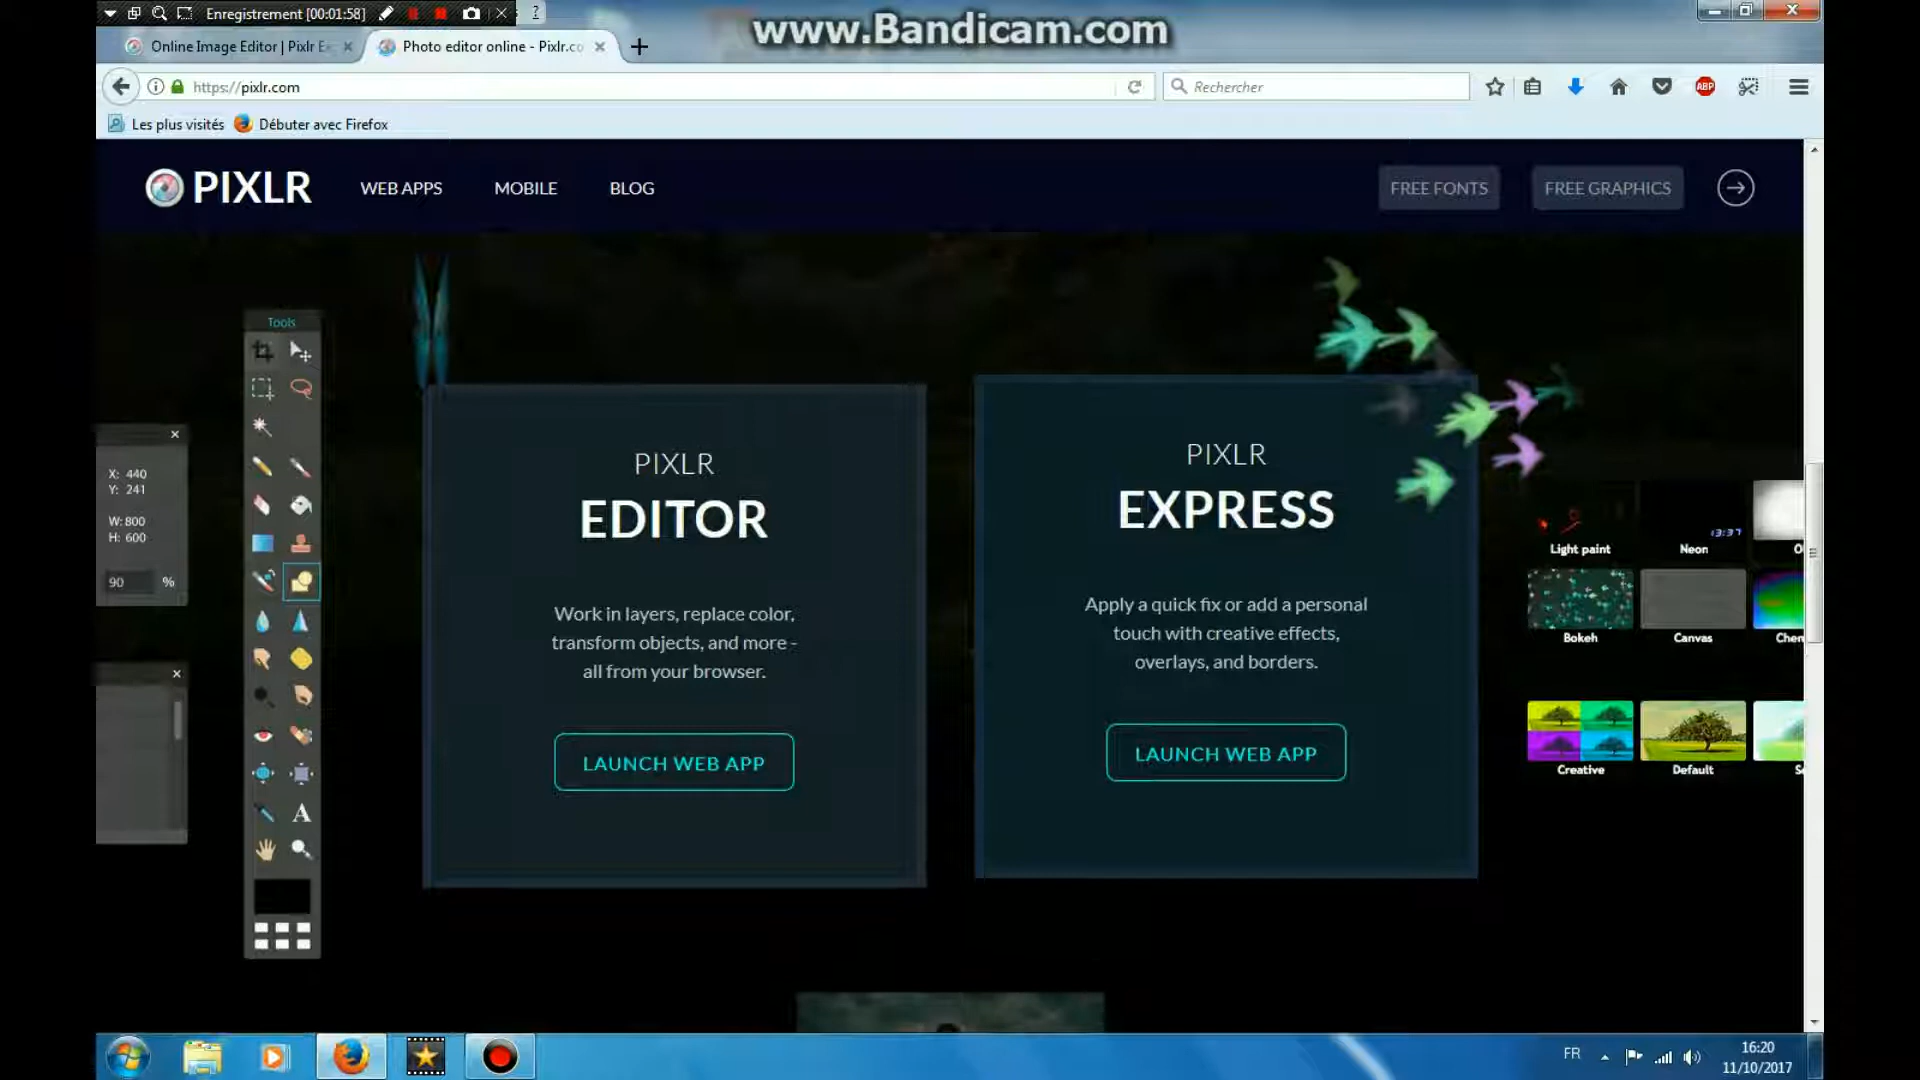 Enregistrement [00:01:58]
?
www.Bandicam.com
Online Image Editor | Pixlr E
Photo editor online - Pixlr.co
https://pixlr.com
Rechercher
ABP
Les plus visités
Débuter avec Firefox
PIXLR
WEB APPS
MOBILE
BLOG
FREE FONTS
FREE GRAPHICS
Tools
X: 440
Y: 241
W: 800
H: 600
90 %
A
PIXLR
EDITOR
Work in layers, replace color,
transform objects, and more -
all from your browser.
LAUNCH WEB APP
PIXLR
EXPRESS
Apply a quick fix or add a personal
touch with creative effects,
overlays, and borders.
LAUNCH WEB APP
13:37
Light paint
Neon
Bokeh
Canvas
Chem
Creative
Default
FR
16:20
11/10/2017